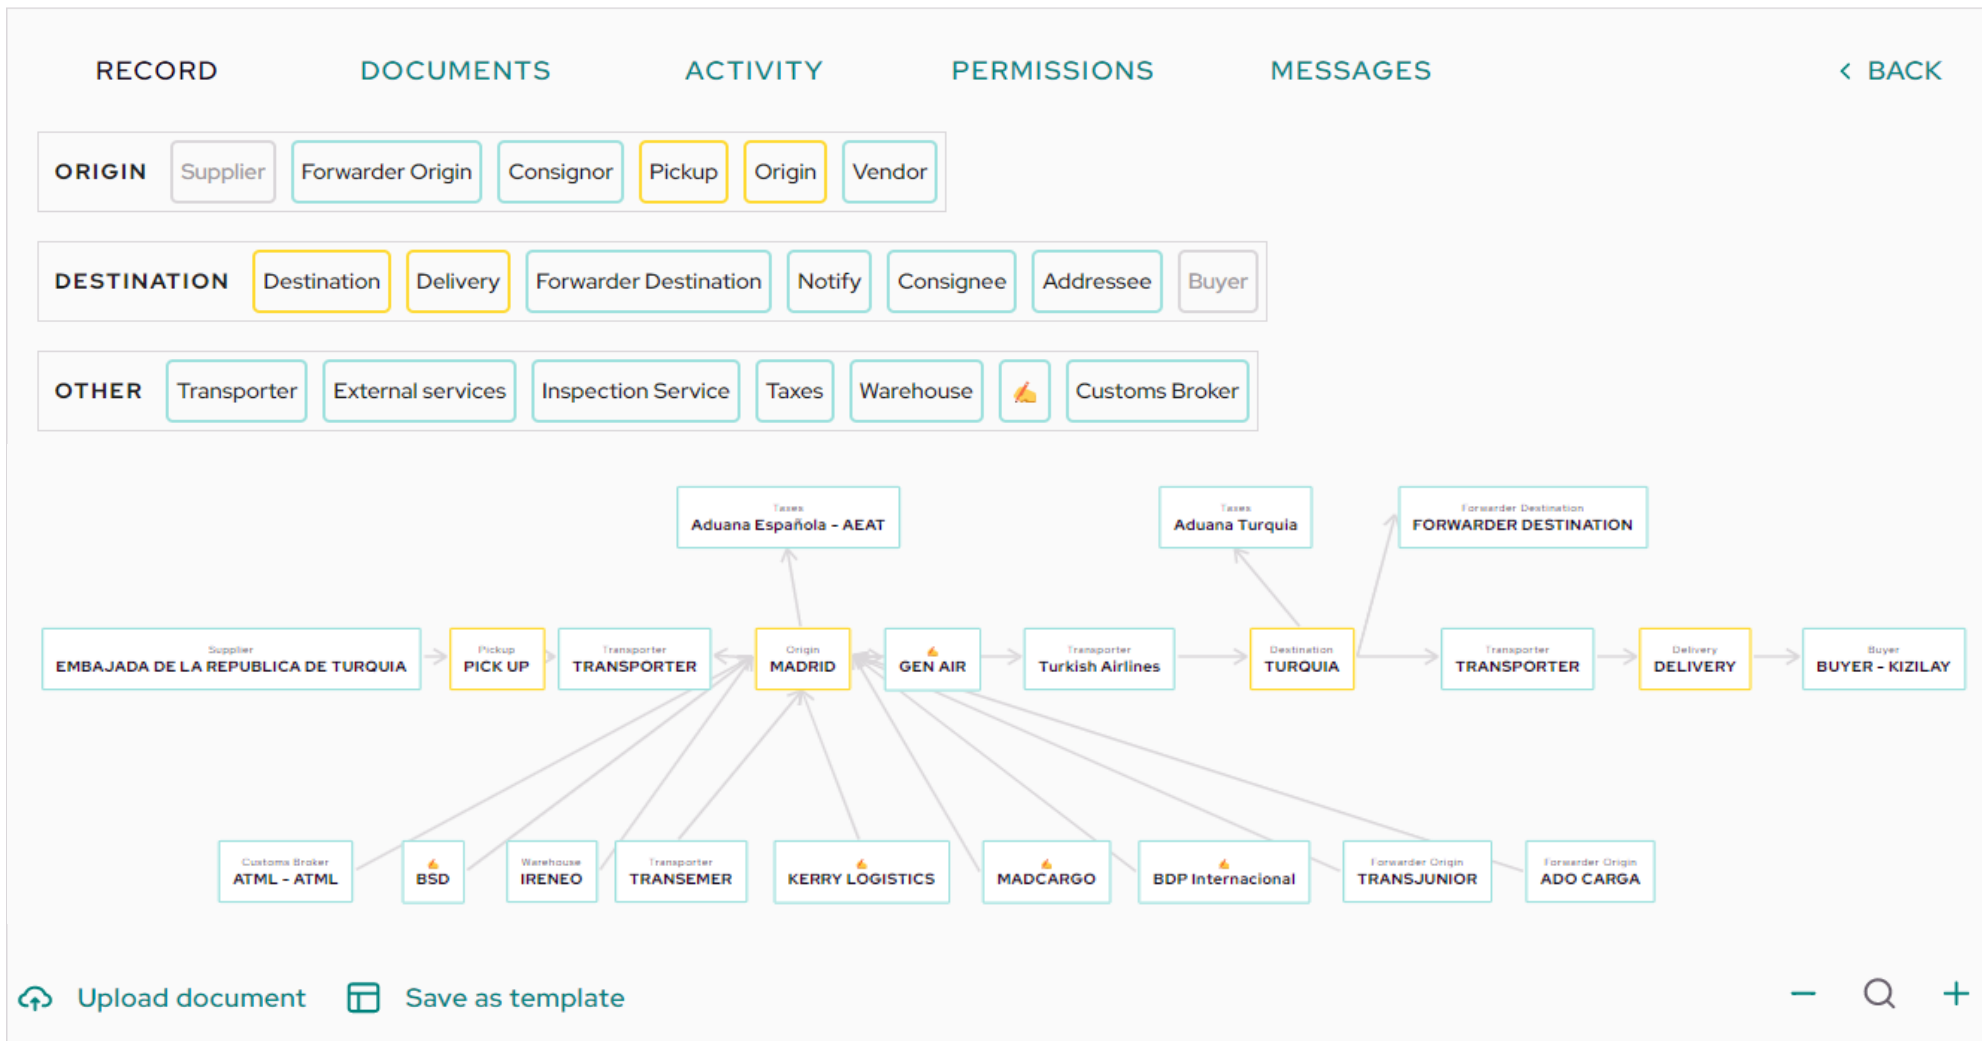 RECORD
DOCUMENTS
ACTIVITY
PERMISSIONS
MESSAGES
< BACK
ORIGIN
Supplier
Forwarder Origin
Consignor
Pickup
Origin
Vendor
DESTINATION
Destination
Delivery
Forwarder Destination
Notify
Consignee
Addressee
Buyer
OTHER
Transporter
External services
Inspection Service
Taxes
Warehouse
✍
Customs Broker
Taxes
Aduana Española - AEAT
Taxes
Aduana Turquia
Forwarder Destination
FORWARDER DESTINATION
Supplier
EMBAJADA DE LA REPUBLICA DE TURQUIA
Pickup
PICK UP
Transporter
TRANSPORTER
Origin
MADRID
✍
GEN AIR
Transporter
Turkish Airlines
Destination
TURQUIA
Transporter
TRANSPORTER
Delivery
DELIVERY
Buyer
BUYER - KIZILAY
Customs Broker
ATML - ATML
✍
BSD
Warehouse
IRENEO
Transporter
TRANSEMER
✍
KERRY LOGISTICS
✍
MADCARGO
✍
BDP Internacional
Forwarder Origin
TRANSJUNIOR
Forwarder Origin
ADO CARGA
Upload document
Save as template